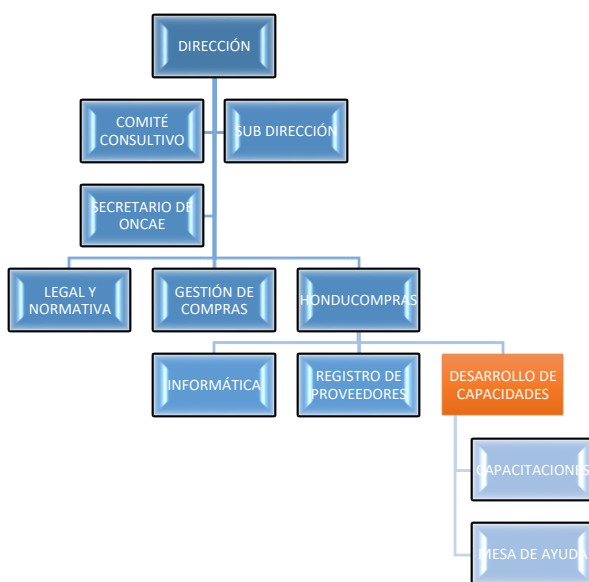 DIRECCIÓN
COMITÉ
CONSULTIVO
SUB DIRECCIÓN
SECRETARIO DE
ONCAE
LEGAL Y
NORMATIVA
GESTIÓN DE
COMPRAS
HONDUCOMPRAS
INFORMÁTICA
REGISTRO DE
PROVEEDORES
DESARROLLO DE
CAPACIDADES
CAPACITACIONES
MESA DE AYUDA